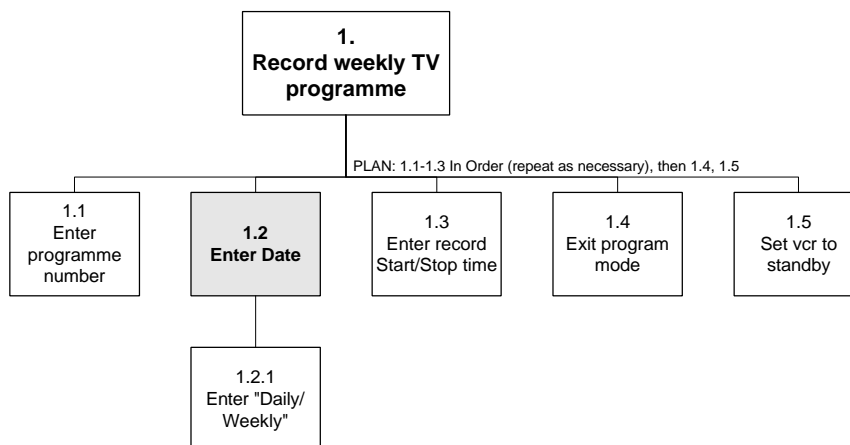 1.
Record weekly TV
programme
PLAN: 1.1-1.3 In Order (repeat as necessary), then 1.4, 1.5
1.1
Enter
programme
number
1.2
Enter Date
1.3
Enter record
Start/Stop time
1.4
Exit program
mode
1.5
Set vcr to
standby
1.2.1
Enter "Daily/
Weekly"